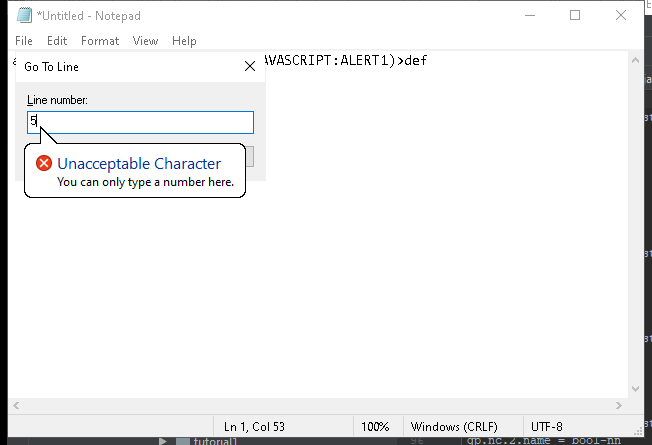 *Untitled - Notepad
File Edit Format View Help
AVASCRIPT:ALERT1)>def
Go To Line
Line number:
5
Unacceptable Character
You can only type a number here.
Ln 1, Col 53 100% Windows (CRLF) UTF-8
tutorial 96 gp.nc.2.name = bool-nn